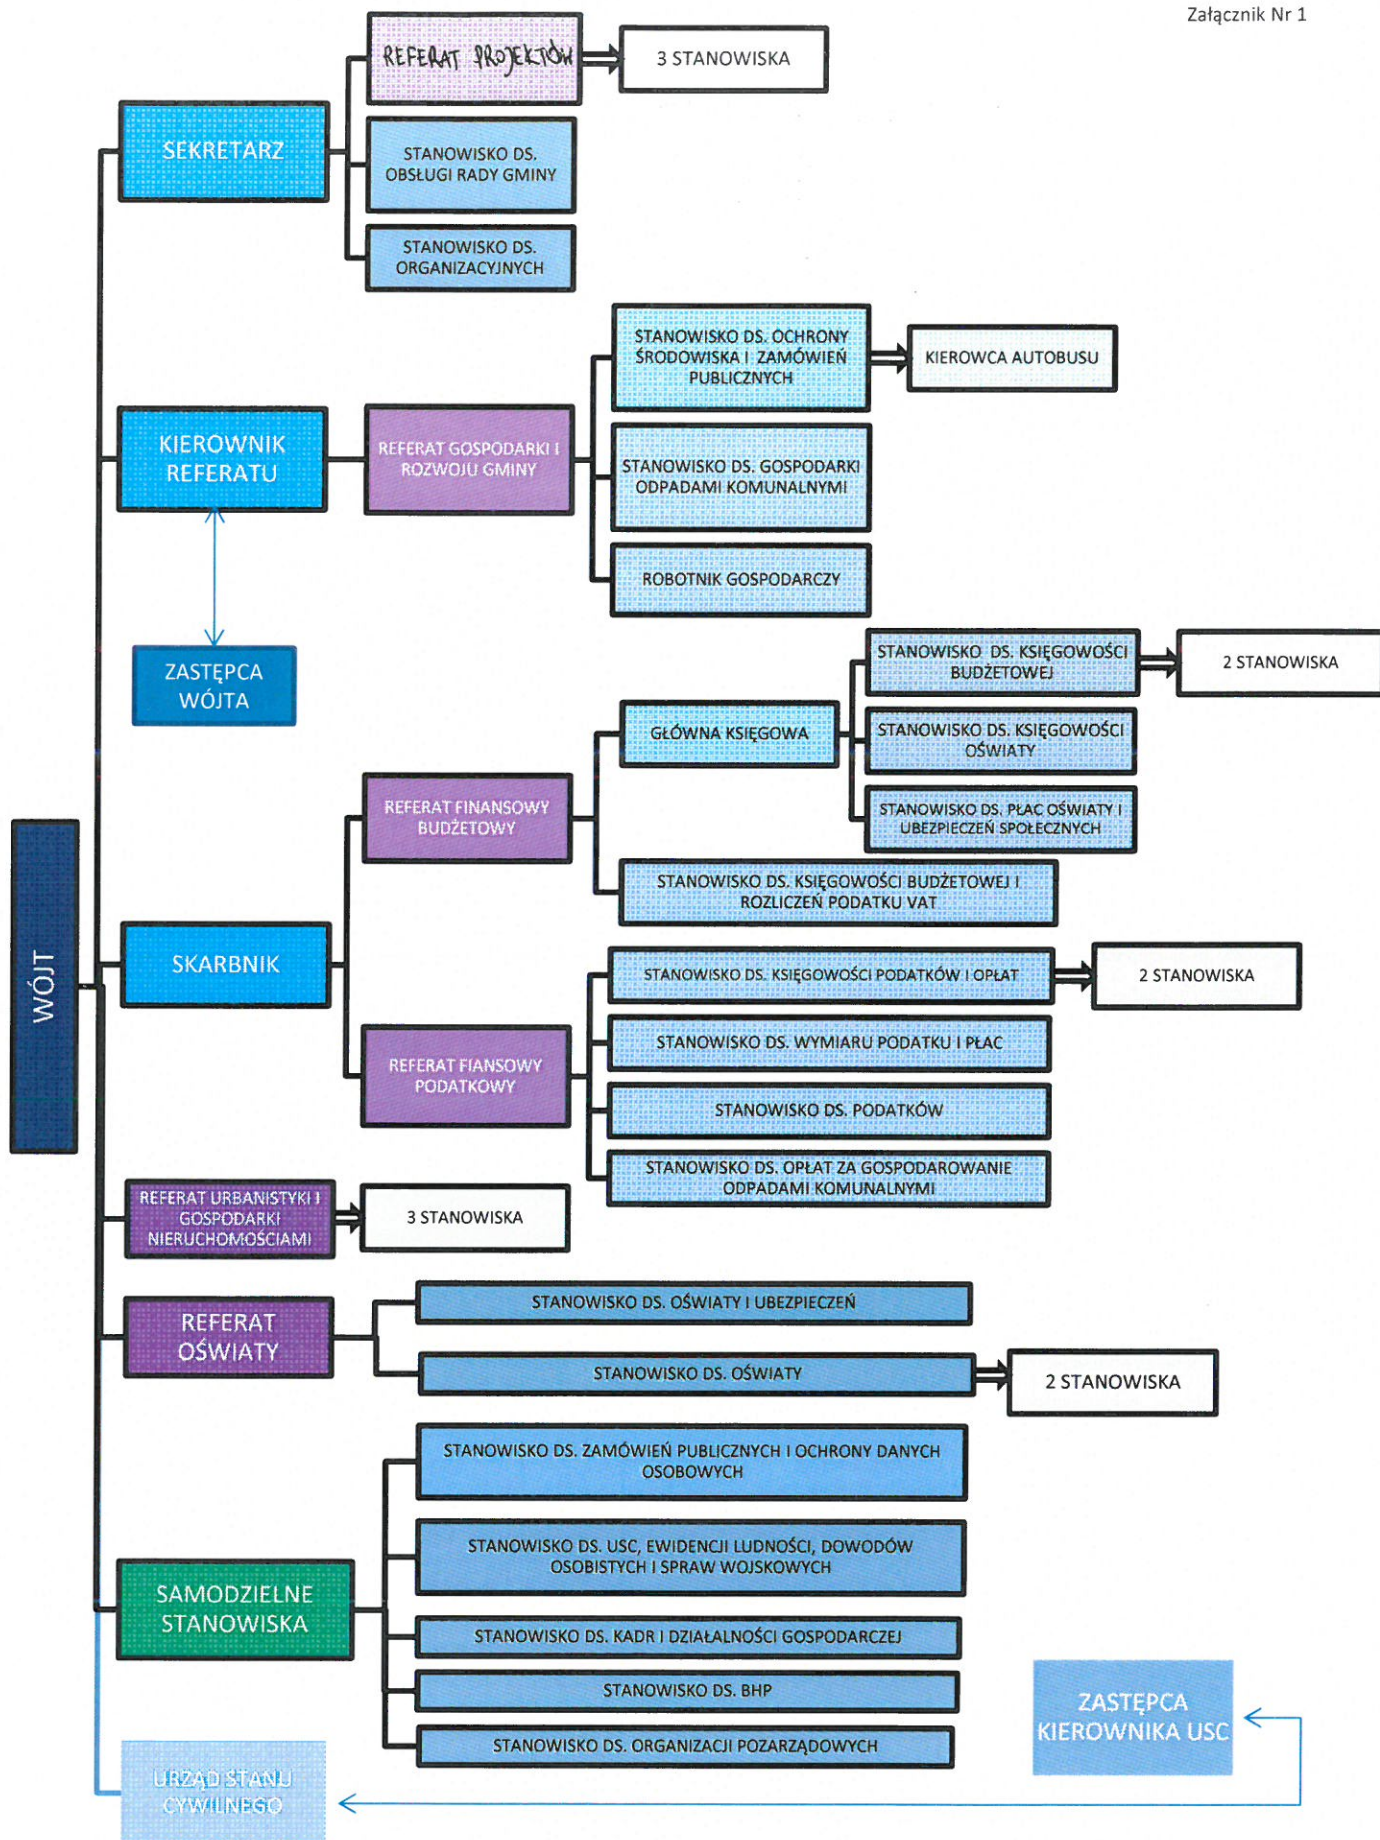 Załącznik Nr 1
REFERAT PROJEKTÓW
3 STANOWISKA
SEKRETARZ
STANOWISKO DS.
OBSŁUGI RADY GMINY
STANOWISKO DS.
ORGANIZACYJNYCH
STANOWISKO DS. OCHRONY
ŚRODOWISKA I ZAMÓWIEŃ
PUBLICZNYCH
KIEROWCA AUTOBUSU
KIEROWNIK
REFERATU
REFERAT GOSPODARKI I
ROZWOJU GMINY
STANOWISKO DS. GOSPODARKI
ODPADAMI KOMUNALNYMI
ROBOTNIK GOSPODARCZY
ZASTĘPCA
WÓJTA
STANOWISKO DS. KSIĘGOWOŚCI
BUDŻETOWEJ
2 STANOWISKA
GŁÓWNA KSIĘGOWA
STANOWISKO DS. KSIĘGOWOŚCI
OŚWIATY
REFERAT FINANSOWY
BUDŻETOWY
STANOWISKO DS. PŁAC OŚWIATY I
UBEZPIECZEŃ SPOŁECZNYCH
STANOWISKO DS. KSIĘGOWOŚCI BUDŻETOWEJ I
ROZLICZEŃ PODATKU VAT
WÓJT
SKARBNIK
STANOWISKO DS. KSIĘGOWOŚCI PODATKÓW I OPŁAT
2 STANOWISKA
STANOWISKO DS. WYMIARU PODATKU I PŁAC
REFERAT FIANSOWY
PODATKOWY
STANOWISKO DS. PODATKÓW
STANOWISKO DS. OPŁAT ZA GOSPODAROWANIE
ODPADAMI KOMUNALNYMI
REFERAT URBANISTYKI I
GOSPODARKI
NIERUCHOMOŚCIAMI
3 STANOWISKA
REFERAT
OŚWIATY
STANOWISKO DS. OŚWIATY I UBEZPIECZEŃ
STANOWISKO DS. OŚWIATY
2 STANOWISKA
STANOWISKO DS. ZAMÓWIEŃ PUBLICZNYCH I OCHRONY DANYCH
OSOBOWYCH
STANOWISKO DS. USC, EWIDENCJI LUDNOŚCI, DOWODÓW
OSOBISTYCH I SPRAW WOJSKOWYCH
SAMODZIELNE
STANOWISKA
STANOWISKO DS. KADR I DZIAŁALNOŚCI GOSPODARCZEJ
STANOWISKO DS. BHP
STANOWISKO DS. ORGANIZACJI POZARZĄDOWYCH
ZASTĘPCA
KIEROWNIKA USC
URZĄD STANU
CYWILNEGO